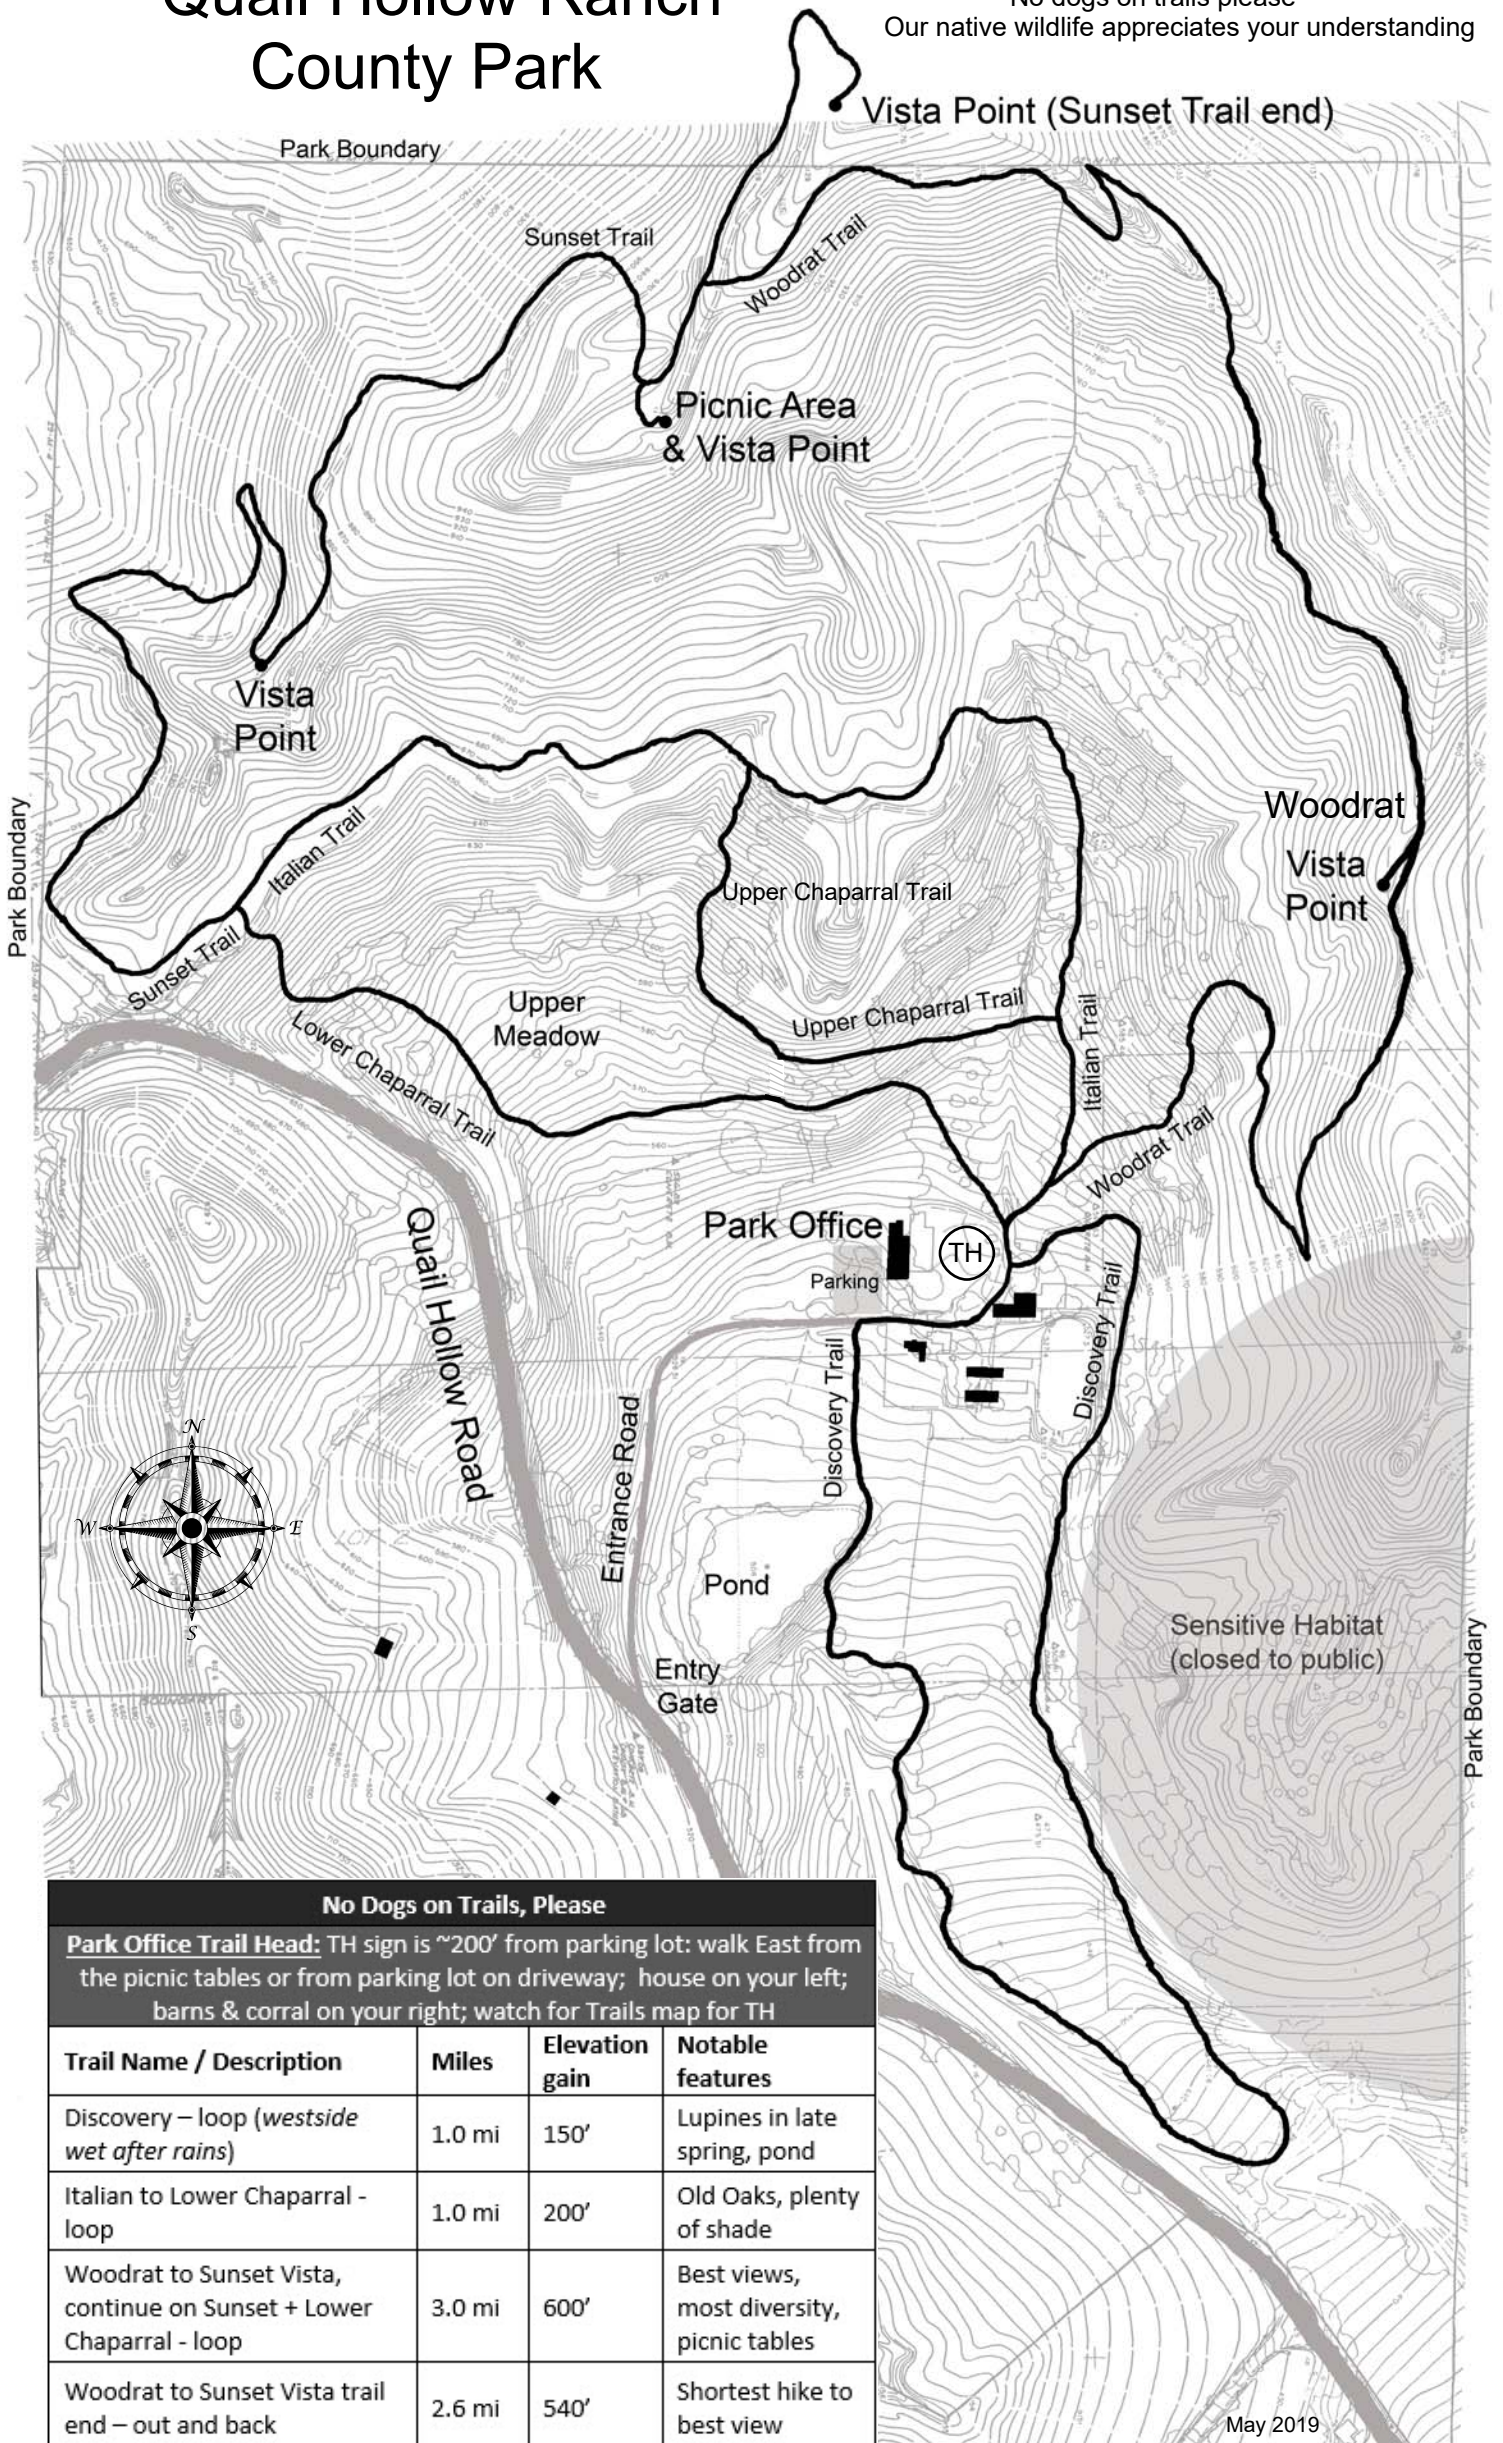 Quail Hollow Ranch
County Park
No dogs on trails please
Our native wildlife appreciates your understanding
Vista Point (Sunset Trail end)
Park Boundary
Sunset Trail
Woodrat Trail
Picnic Area
& Vista Point
Vista
Point
Park Boundary
Italian Trail
Woodrat
Vista
Point
Upper Chaparral Trail
Sunset Trail
Upper
Meadow
Upper Chaparral Trail
Italian Trail
Lower Chaparral Trail
Woodrat Trail
Park Office
TH
Parking
Quail Hollow Road
Discovery Trail
Discovery Trail
Entrance Road
N
W
E
S
Pond
Sensitive Habitat
(closed to public)
Entry
Gate
Park Boundary
No Dogs on Trails, Please
Park Office Trail Head: TH sign is ~200’ from parking lot: walk East from
the picnic tables or from parking lot on driveway; house on your left;
barns & corral on your right; watch for Trails map for TH
Trail Name / Description Miles Elevation gain Notable features
Discovery – loop (westside
wet after rains)
1.0 mi
150’
Lupines in late
spring, pond
Italian to Lower Chaparral -
loop
1.0 mi
200’
Old Oaks, plenty
of shade
Woodrat to Sunset Vista,
continue on Sunset + Lower
Chaparral - loop
3.0 mi
600’
Best views,
most diversity,
picnic tables
Woodrat to Sunset Vista trail
end – out and back
2.6 mi
540’
Shortest hike to
best view
May 2019